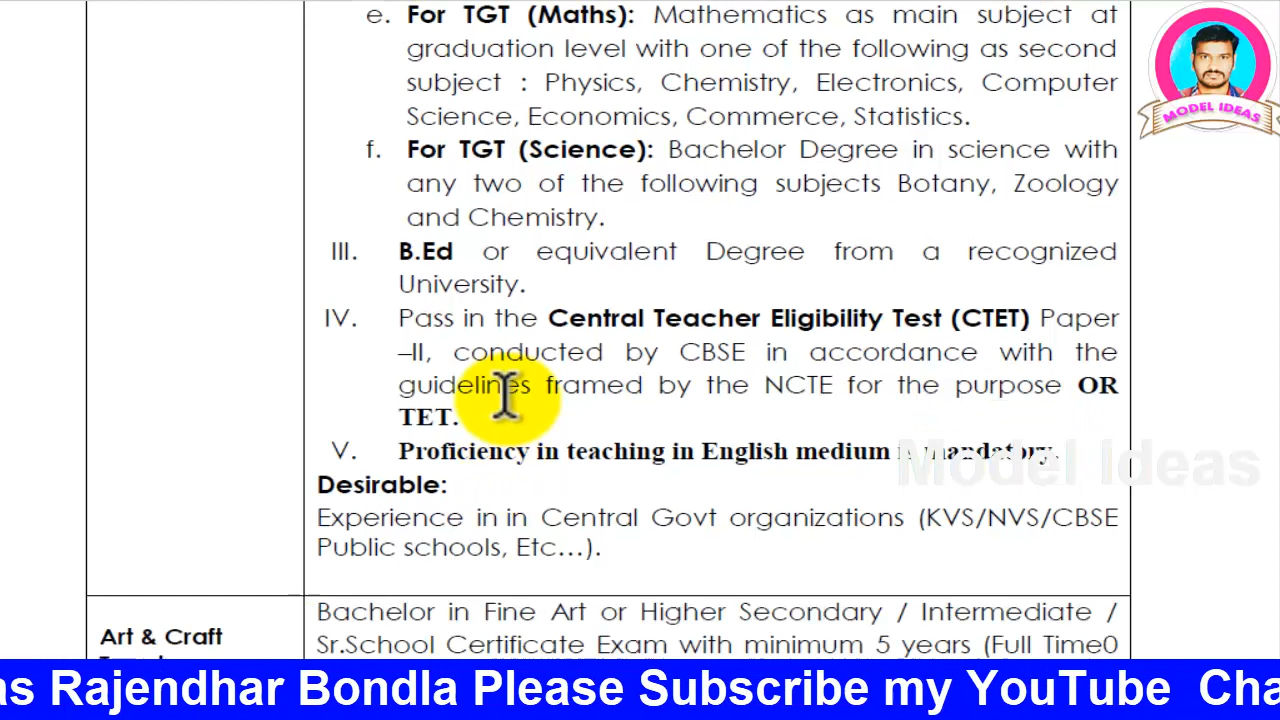 e. For TGT (Maths): Mathematics as main subject at
graduation level with one of the following as second
subject : Physics, Chemistry, Electronics, Computer
Science, Economics, Commerce, Statistics.
MODEL IDEAS
f. For TGT (Science): Bachelor Degree in science with
any two of the following subjects Botany, Zoology
and Chemistry.
III. B.Ed or equivalent Degree from a recognized
University.
IV. Pass in the Central Teacher Eligibility Test (CTET) Paper
–II, conducted by CBSE in accordance with the
guidelines framed by the NCTE for the purpose OR
TET.
V. Proficiency in teaching in English medium is mandatory.
Model Ideas
Desirable:
Experience in in Central Govt organizations (KVS/NVS/CBSE
Public schools, Etc...).
Art & Craft
Bachelor in Fine Art or Higher Secondary / Intermediate /
Sr.School Certificate Exam with minimum 5 years (Full Time0
as Rajendhar Bondla Please Subscribe my YouTube Cha